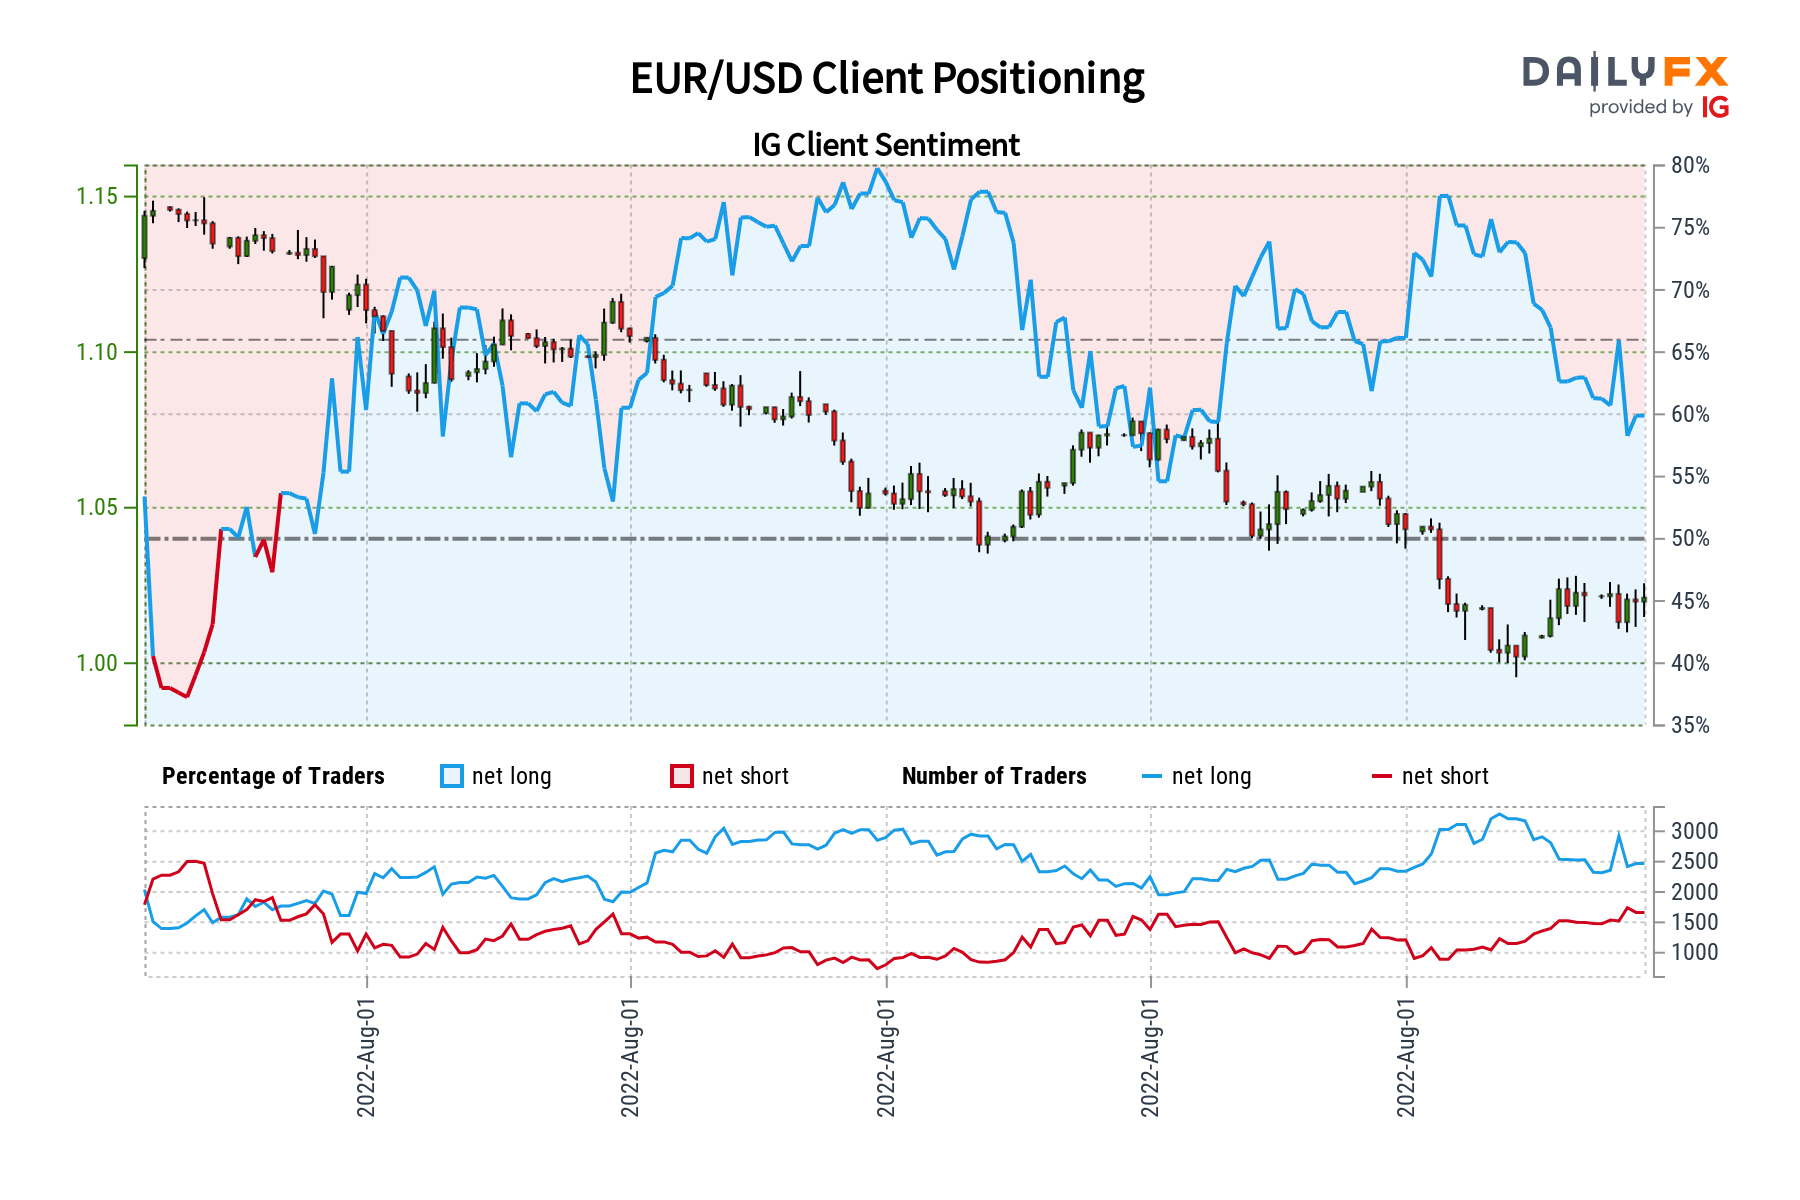 EUR/USD Client Positioning
DAILYFX
provided by IG
IG Client Sentiment
1.15
1.10
1.05
1.00
80%
75%
70%
65%
60%
55%
50%
45%
40%
35%
Percentage of Traders net long net short Number of Traders net long net short
3000
2500
2000
1500
1000
2022-Aug-01
2022-Aug-01
2022-Aug-01
2022-Aug-01
2022-Aug-01